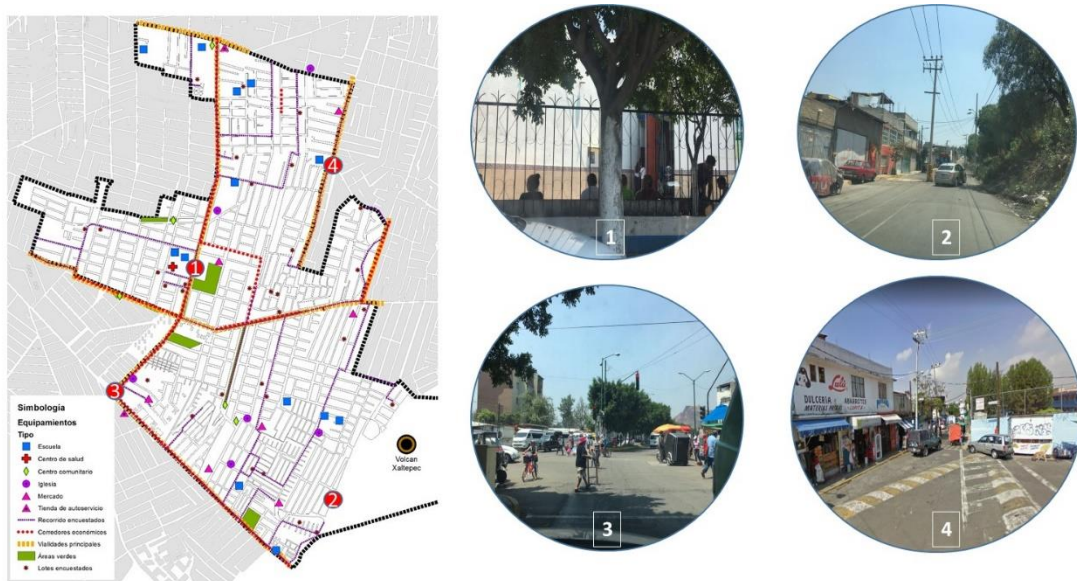 Simbología
Equipamientos
Tipo
Escuela
Centro de salud
Centro comunitario
Iglesia
Mercado
Tienda de autoservicio
Recorrido encuestados
Corredores económicos
Vialidades principales
Áreas verdes
Lotes encuestados
Volcan
Xaltepec
1
2
3
4
1
2
3
4
DULCERIA